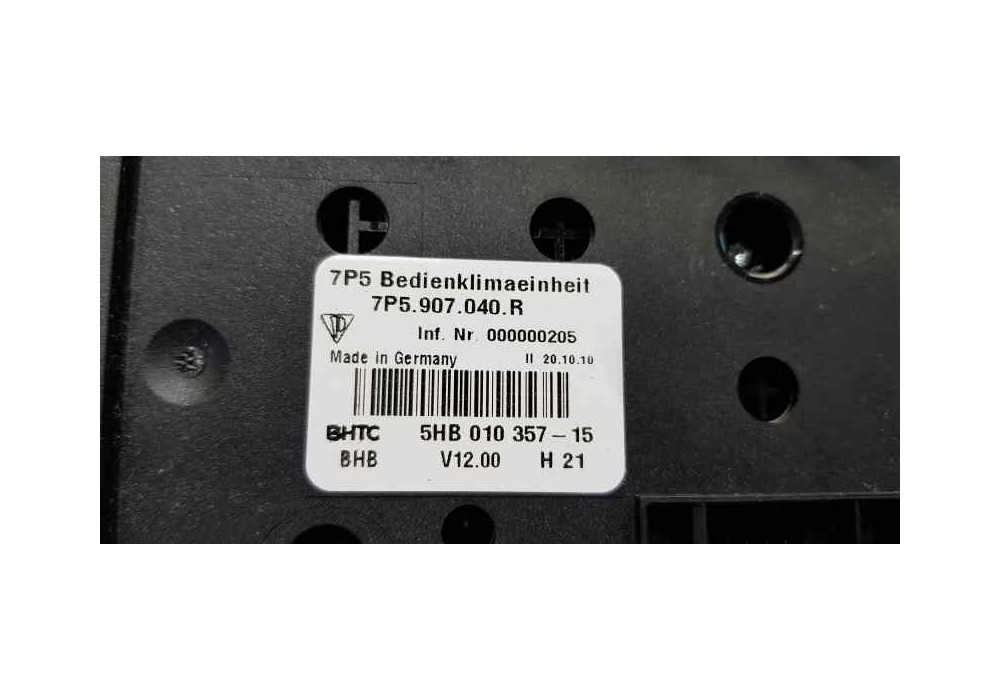 7P5 Bedienklimaeinheit
7P5.907.040.R
Inf. Nr. 000000205
Made in Germany II 20.10.10
BHTC 5HB 010 357-15
BHB V12.00 H 21